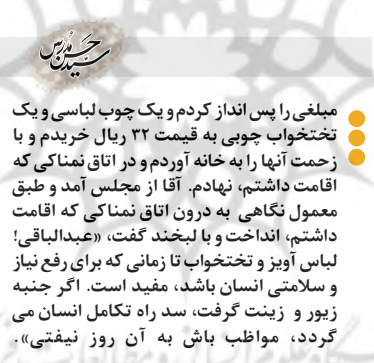 سید حسن مدرس
مبلغی را پس انداز کردم و یک چوب لباسی و یک
تختخواب چوبی به قیمت ۳۲ ریال خریدم و با
زحمت آنها را به خانه آوردم و در اتاق نمناکی که
اقامت داشتم، نهادم. آقا از مجلس آمد و طبق
معمول نگاهی به درون اتاق نمناکی که اقامت
داشتم، انداخت و با لبخند گفت، «عبدالباقی!
لباس آویز و تختخواب تا زمانی که برای رفع نیاز
و سلامتی انسان باشد، مفید است. اگر جنبه
زیور و زینت گرفت، سد راه تکامل انسان می
گردد، مواظب باش به آن روز نیفتی».